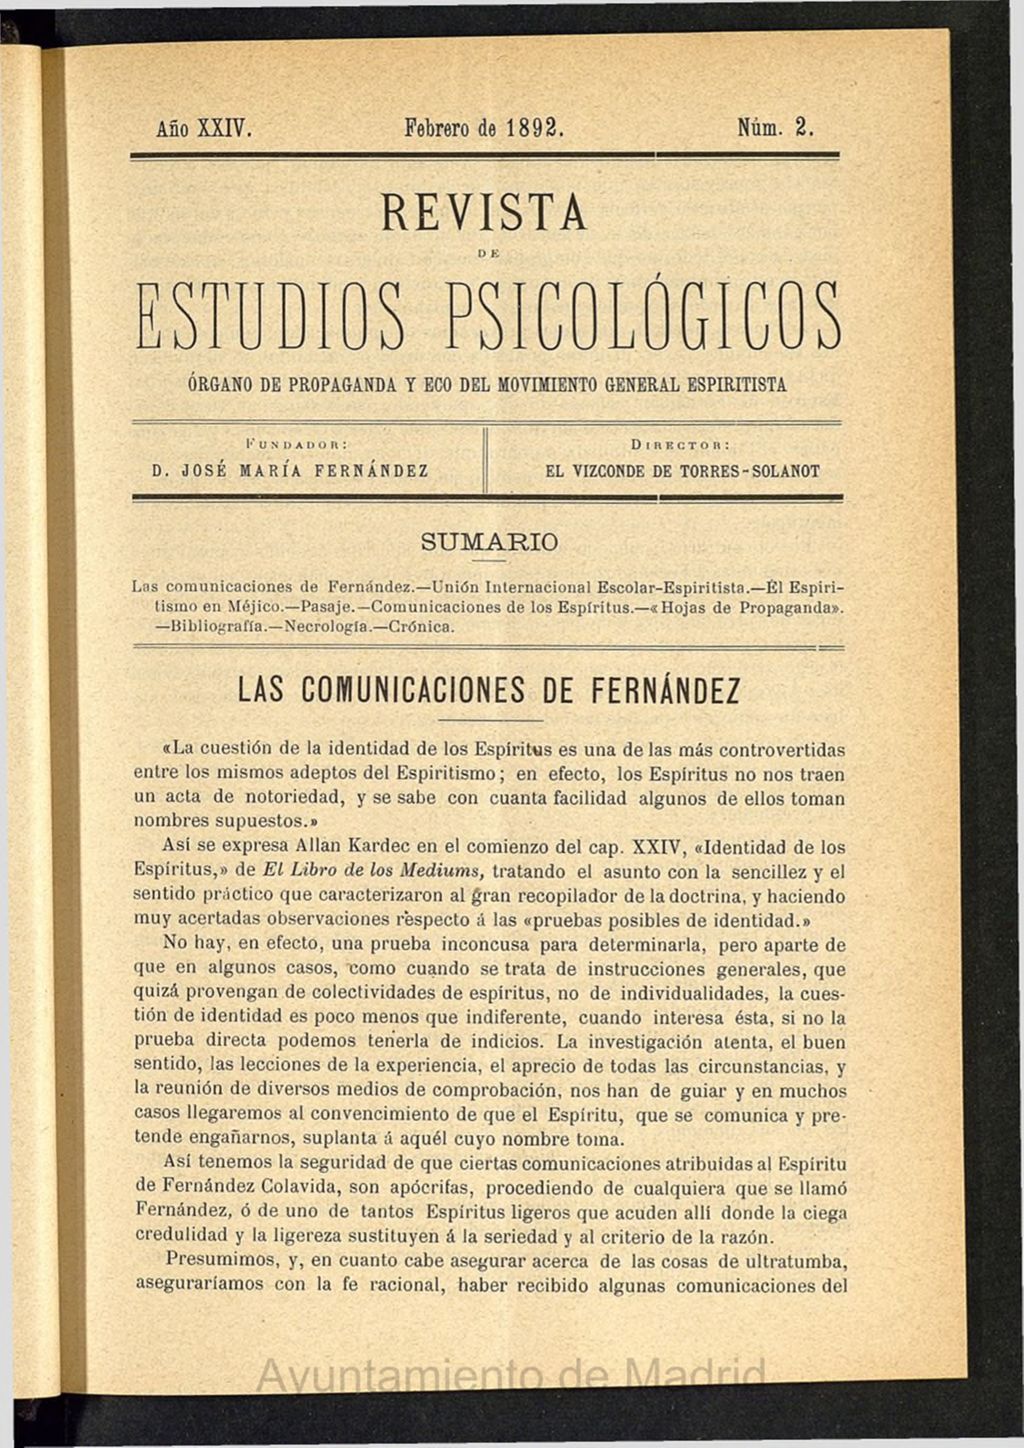 Año XXIV. Febrero de 1892. Núm. 2.
REVISTA
DE
ESTUDIOS PSICOLÓGICOS
ÓRGANO DE PROPAGANDA Y ECO DEL MOVIMIENTO GENERAL ESPIRITISTA
FUNDADOR:
D. JOSÉ MARÍA FERNÁNDEZ
DIRECTOR:
EL VIZCONDE DE TORRES-SOLANOT
SUMARIO
Las comunicaciones de Fernández.—Unión Internacional Escolar-Espiritista.—Él Espiri-
tismo en Méjico.—Pasaje.—Comunicaciones de los Espíritus.—«Hojas de Propaganda».
—Bibliografía.—Necrología.—Crónica.
LAS COMUNICACIONES DE FERNÁNDEZ
«La cuestión de la identidad de los Espíritus es una de las más controvertidas
entre los mismos adeptos del Espiritismo; en efecto, los Espíritus no nos traen
un acta de notoriedad, y se sabe con cuanta facilidad algunos de ellos toman
nombres supuestos.»
Así se expresa Allan Kardec en el comienzo del cap. XXIV, «Identidad de los
Espíritus,» de El Libro de los Mediums, tratando el asunto con la sencillez y el
sentido práctico que caracterizaron al gran recopilador de la doctrina, y haciendo
muy acertadas observaciones respecto á las «pruebas posibles de identidad.»
No hay, en efecto, una prueba inconcusa para determinarla, pero aparte de
que en algunos casos, como cuando se trata de instrucciones generales, que
quizá provengan de colectividades de espíritus, no de individualidades, la cues-
tión de identidad es poco menos que indiferente, cuando interesa ésta, si no la
prueba directa podemos tenerla de indicios. La investigación atenta, el buen
sentido, las lecciones de la experiencia, el aprecio de todas las circunstancias, y
la reunión de diversos medios de comprobación, nos han de guiar y en muchos
casos llegaremos al convencimiento de que el Espíritu, que se comunica y pre-
tende engañarnos, suplanta á aquél cuyo nombre toma.
Así tenemos la seguridad de que ciertas comunicaciones atribuidas al Espíritu
de Fernández Colavida, son apócrifas, procediendo de cualquiera que se llamó
Fernández, ó de uno de tantos Espíritus ligeros que acuden allí donde la ciega
credulidad y la ligereza sustituyen á la seriedad y al criterio de la razón.
Presumimos, y, en cuanto cabe asegurar acerca de las cosas de ultratumba,
aseguraríamos con la fe racional, haber recibido algunas comunicaciones del
Ayuntamiento de Madrid